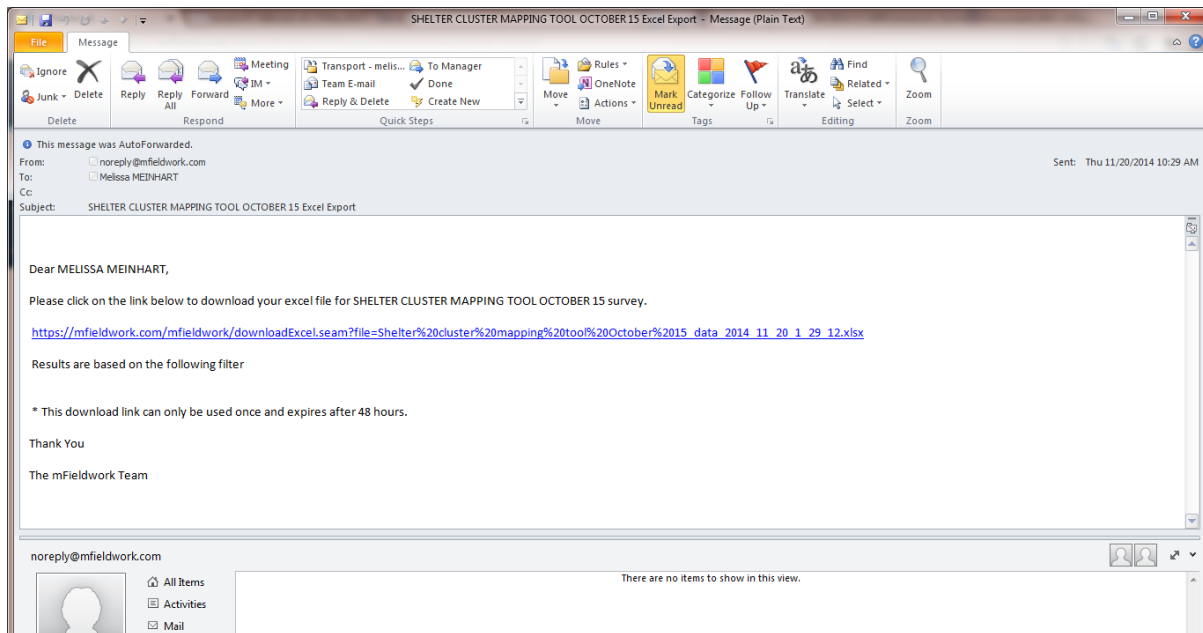 SHELTER CLUSTER MAPPING TOOL OCTOBER 15 Excel Export - Message (Plain Text)
File Message
Ignore
Junk
Delete
Reply
Reply All
Forward
Meeting
IM
More
Transport - melis...
To Manager
Team E-mail
Done
Reply & Delete
Create New
Move
Rules
OneNote
Actions
Mark Unread
Categorize
Follow Up
Translate
Find
Related
Select
Zoom
Delete Respond Quick Steps Move Tags Editing Zoom
This message was AutoForwarded.
From: noreply@mfieldwork.com Sent: Thu 11/20/2014 10:29 AM
To: Melissa MEINHART
Cc:
Subject: SHELTER CLUSTER MAPPING TOOL OCTOBER 15 Excel Export
Dear MELISSA MEINHART,
Please click on the link below to download your excel file for SHELTER CLUSTER MAPPING TOOL OCTOBER 15 survey.
https://mfieldwork.com/mfieldwork/downloadExcel.seam?file=Shelter%20cluster%20mapping%20tool%20October%2015_data_2014_11_20_1_29_12.xlsx
Results are based on the following filter
* This download link can only be used once and expires after 48 hours.
Thank You
The mFieldwork Team
noreply@mfieldwork.com
All Items
Activities
Mail
There are no items to show in this view.